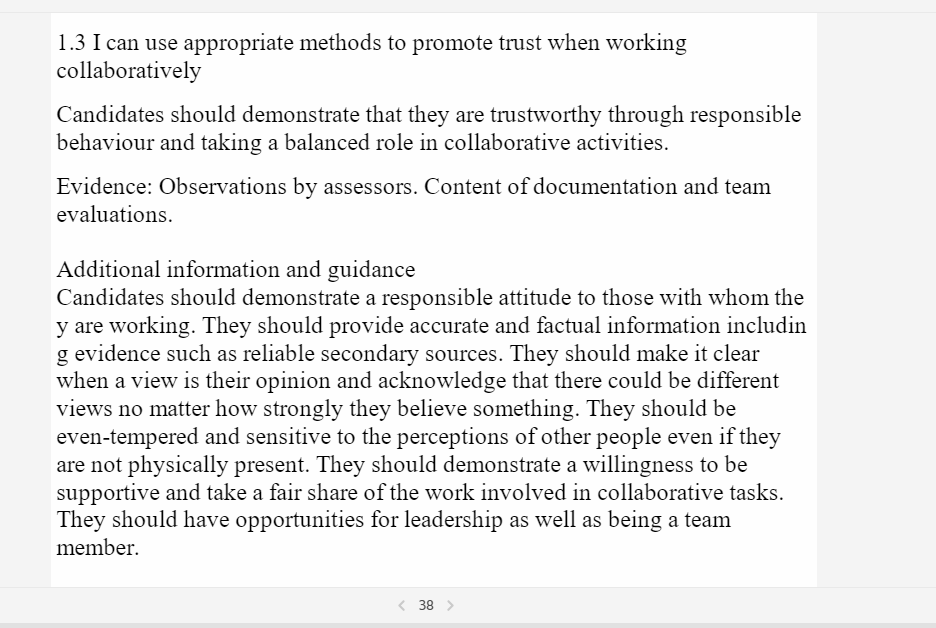 1.3 I can use appropriate methods to promote trust when working
collaboratively
Candidates should demonstrate that they are trustworthy through responsible
behaviour and taking a balanced role in collaborative activities.
Evidence: Observations by assessors. Content of documentation and team
evaluations.
Additional information and guidance
Candidates should demonstrate a responsible attitude to those with whom the
y are working. They should provide accurate and factual information includin
g evidence such as reliable secondary sources. They should make it clear
when a view is their opinion and acknowledge that there could be different
views no matter how strongly they believe something. They should be
even-tempered and sensitive to the perceptions of other people even if they
are not physically present. They should demonstrate a willingness to be
supportive and take a fair share of the work involved in collaborative tasks.
They should have opportunities for leadership as well as being a team
member.
38